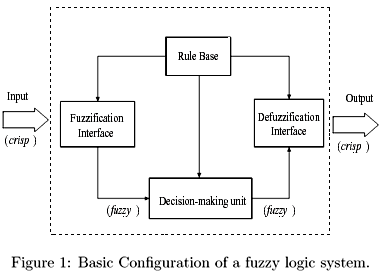 Rule Base
Input
Output
Fuzzification
Interface
Defuzzification
Interface
(crisp )
(crisp )
Decision-making unit
(fuzzy )
(fuzzy )
Figure 1: Basic Configuration of a fuzzy logic system.